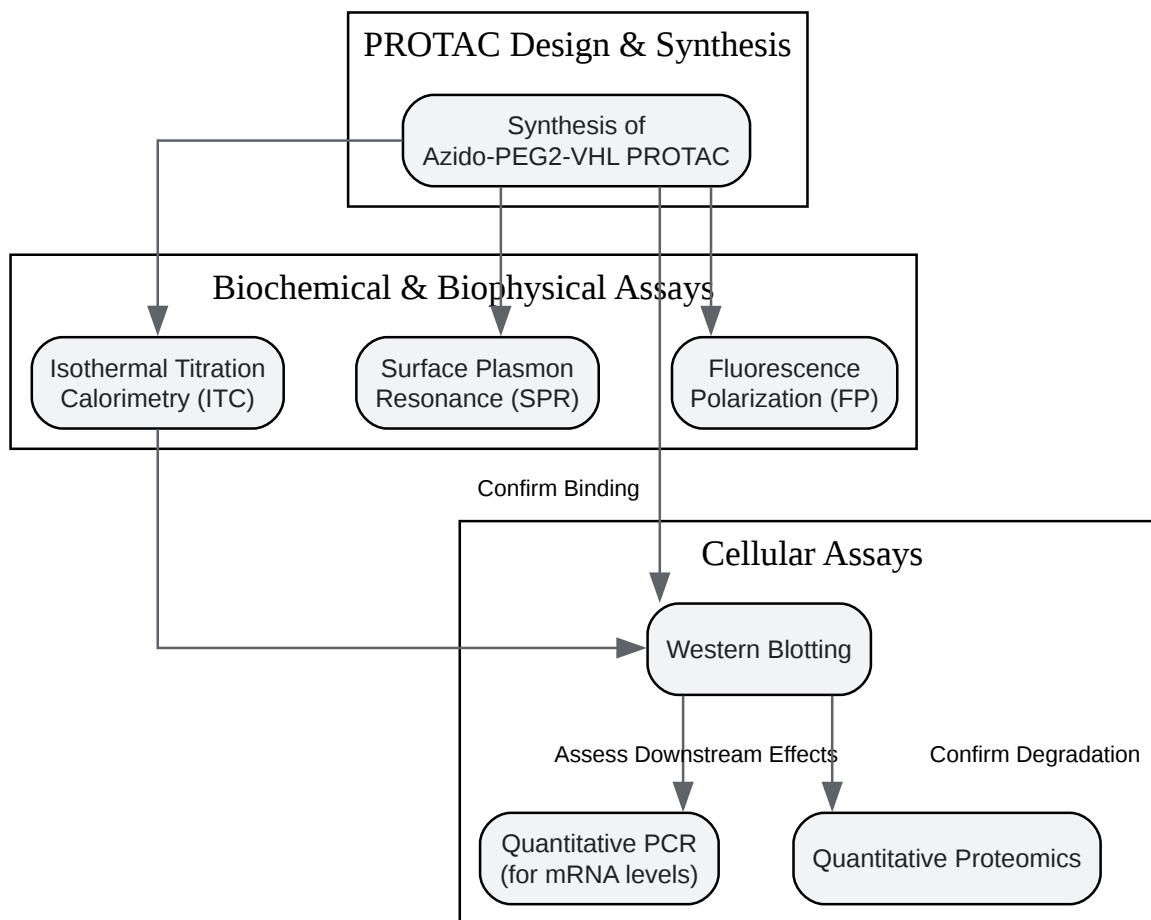 PROTAC Design & Synthesis
Synthesis of
Azido-PEG2-VHL PROTAC
Biochemical & Biophysical Assays
Isothermal Titration
Calorimetry (ITC)
Surface Plasmon
Resonance (SPR)
Fluorescence
Polarization (FP)
Confirm Binding
Cellular Assays
Western Blotting
Assess Downstream Effects
Confirm Degradation
Quantitative PCR
(for mRNA levels)
Quantitative Proteomics